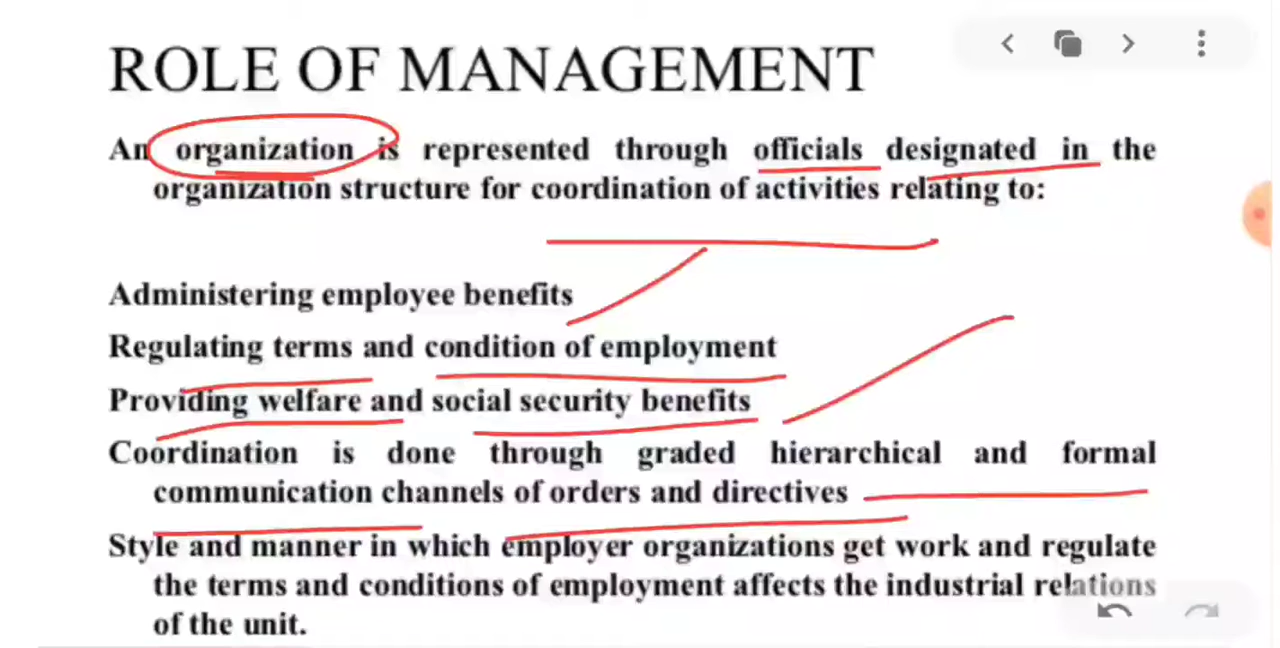 ROLE OF MANAGEMENT
An organization is represented through officials designated in the
organization structure for coordination of activities relating to:
Administering employee benefits
Regulating terms and condition of employment
Providing welfare and social security benefits
Coordination is done through graded hierarchical and formal
communication channels of orders and directives
Style and manner in which employer organizations get work and regulate
the terms and conditions of employment affects the industrial relations
of the unit.